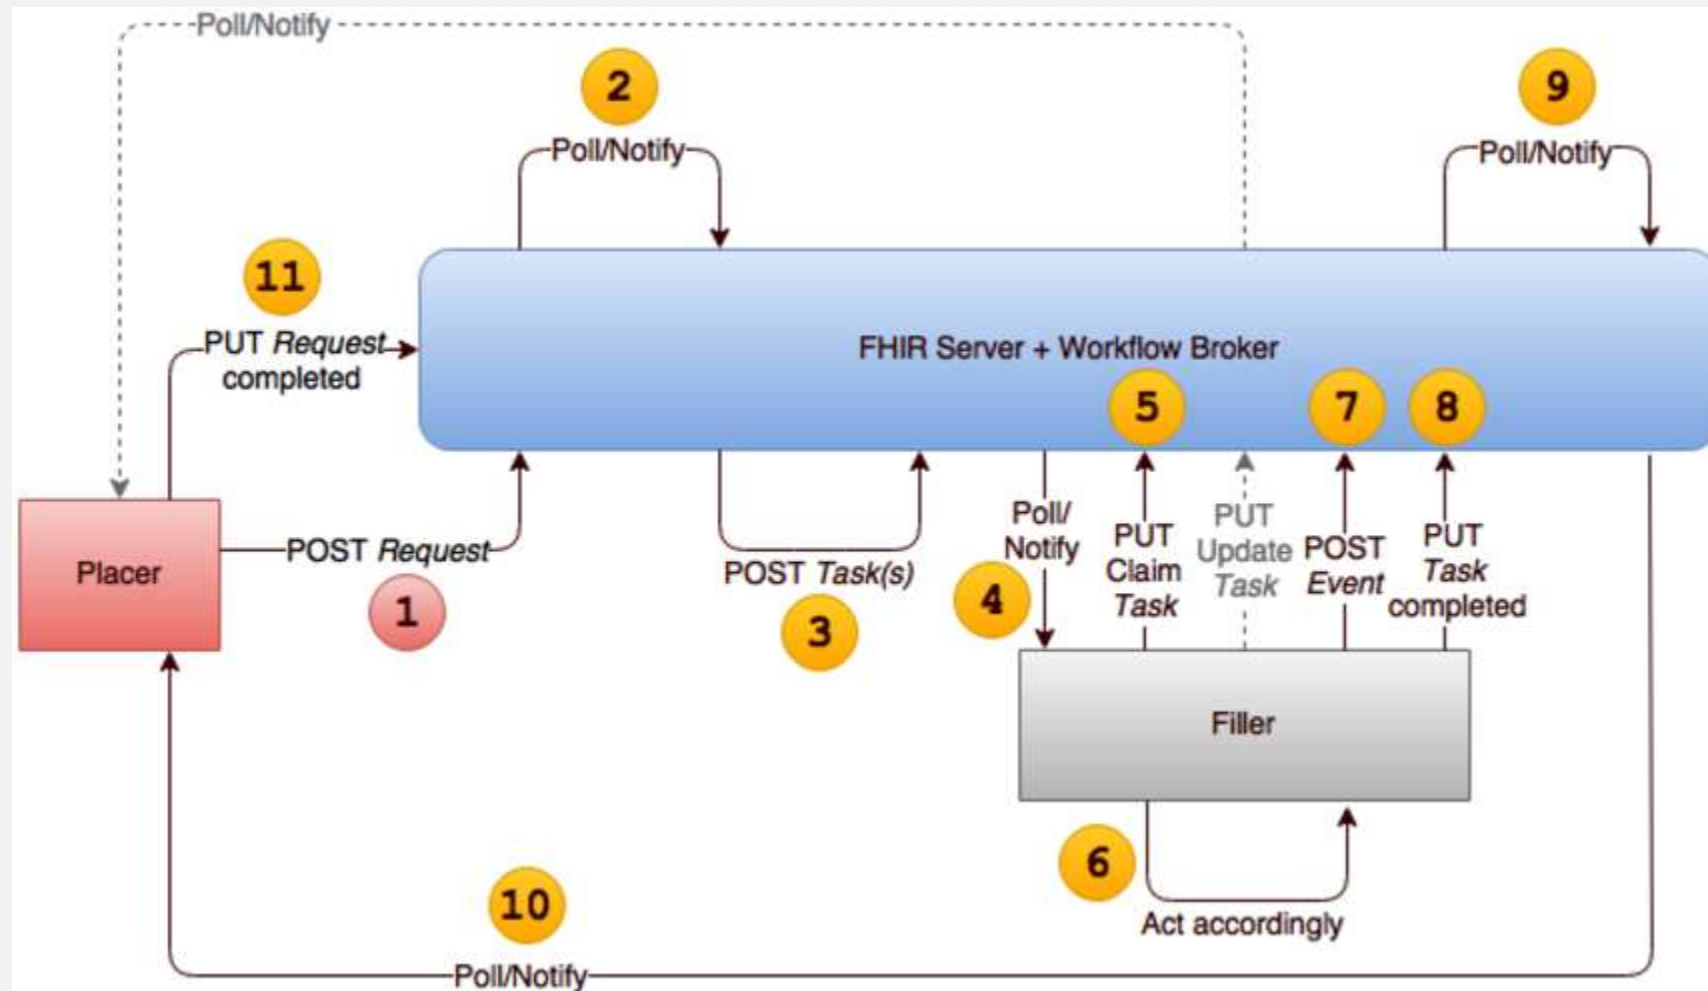 Poll/Notify
2
9
Poll/Notify
Poll/Notify
11
PUT Request
completed
FHIR Server + Workflow Broker
5
7
8
Placer
POST Request
1
POST Task(s)
3
Poll/
Notify
4
PUT
Claim
Task
PUT
Update
Task
POST
Event
PUT
Task
completed
Filler
6
Act accordingly
10
Poll/Notify